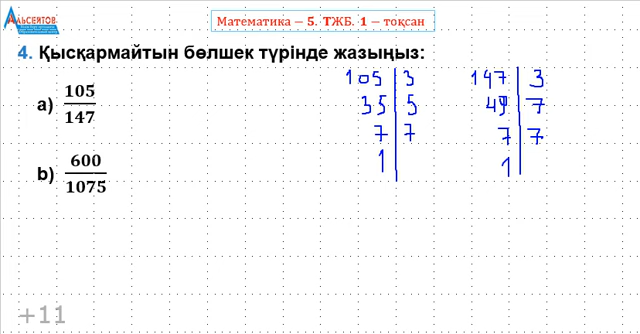 АЛЬСЕИТОВ
Математика – 5. ТЖБ. 1 – тоқсан
4. Қысқармайтын бөлшек түрінде жазыңыз:
a) 105/147
b) 600/1075
105 | 3
35 | 5
7 | 7
1
147 | 3
49 | 7
7 | 7
1
+11